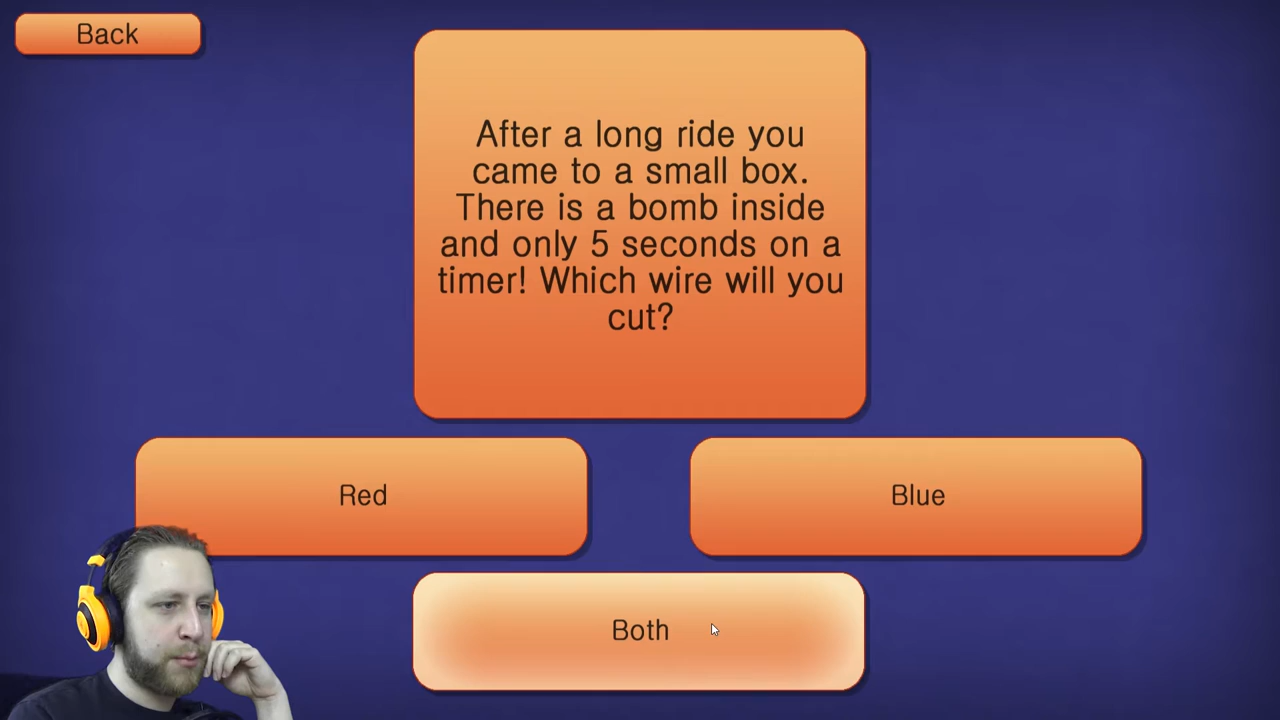 Back
After a long ride you
came to a small box.
There is a bomb inside
and only 5 seconds on a
timer! Which wire will you
cut?
Red
Blue
Both